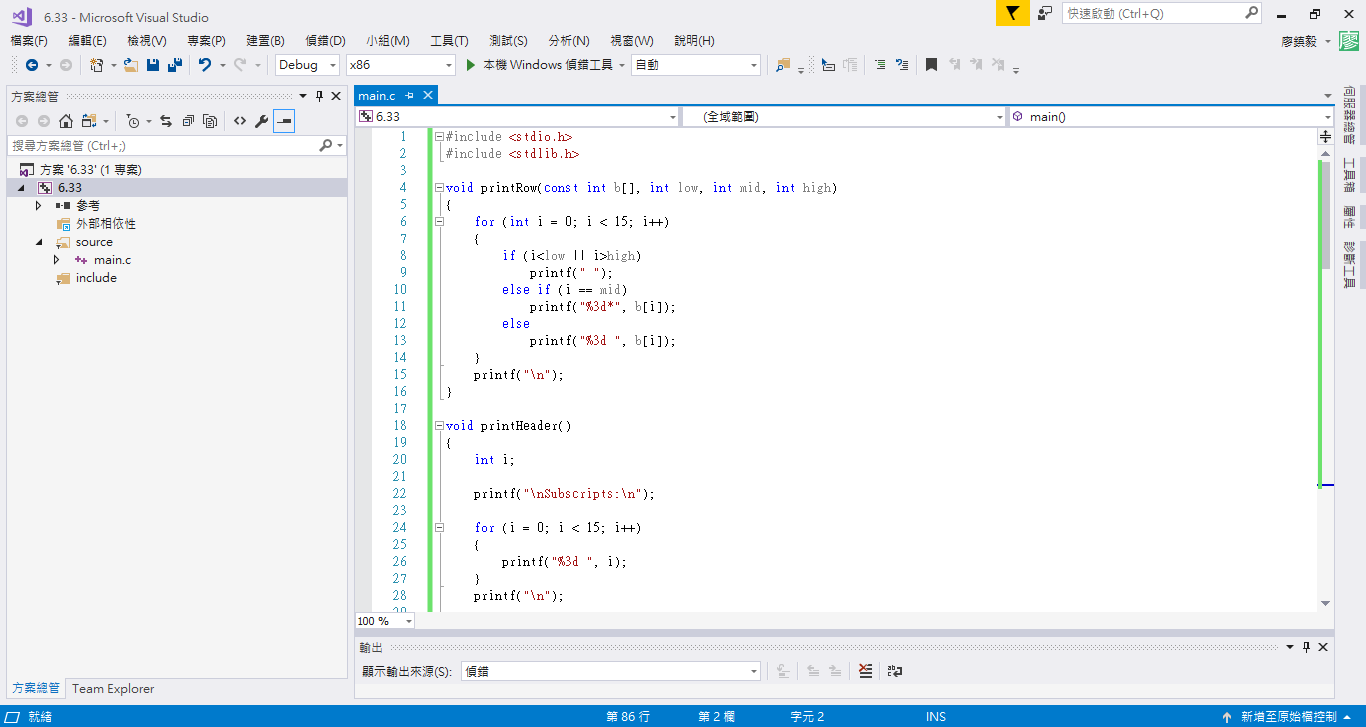 6.33 - Microsoft Visual Studio
快速啟動 (Ctrl+Q)
檔案(F) 編輯(E) 檢視(V) 專案(P) 建置(B) 偵錯(D) 小組(M) 工具(T) 測試(S) 分析(N) 視窗(W) 說明(H)
廖鎮毅 廖
Debug x86 本機 Windows 偵錯工具 自動
方案總管
搜尋方案總管 (Ctrl+;)
方案 '6.33' (1 專案)
6.33
參考
外部相依性
source
main.c
include
方案總管 Team Explorer
main.c
6.33 (全域範圍) main()
1 #include <stdio.h>
2 #include <stdlib.h>
3
4 void printRow(const int b[], int low, int mid, int high)
5 {
6 for (int i = 0; i < 15; i++)
7 {
8 if (i<low || i>high)
9 printf(" ");
10 else if (i == mid)
11 printf("%3d*", b[i]);
12 else
13 printf("%3d ", b[i]);
14 }
15 printf("\n");
16 }
17
18 void printHeader()
19 {
20 int i;
21
22 printf("\nSubscripts:\n");
23
24 for (i = 0; i < 15; i++)
25 {
26 printf("%3d ", i);
27 }
28 printf("\n");
29
100 %
輸出
顯示輸出來源(S): 偵錯
伺服器總管
工具箱
屬性
診斷工具
就緒 第 86 行 第 2 欄 字元 2 INS 新增至原始檔控制